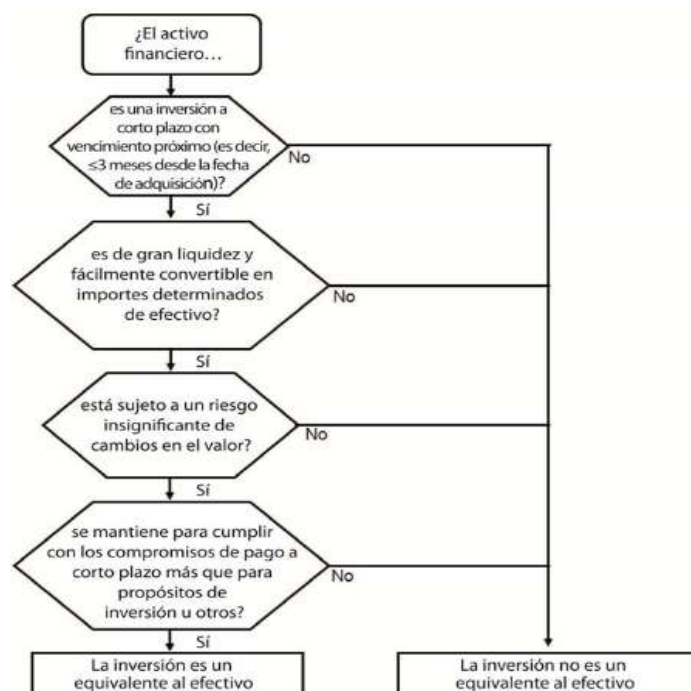 ¿El activo
financiero…
es una inversión a
corto plazo con
vencimiento próximo (es decir,
≤3 meses desde la fecha
de adquisición)?
No
Sí
es de gran liquidez y
fácilmente convertible en
importes determinados
de efectivo?
No
Sí
está sujeto a un riesgo
insignificante de
cambios en el valor?
No
Sí
se mantiene para cumplir
con los compromisos de pago a
corto plazo más que para
propósitos de
inversión u otros?
No
Sí
La inversión es un
equivalente al efectivo
La inversión no es un
equivalente al efectivo